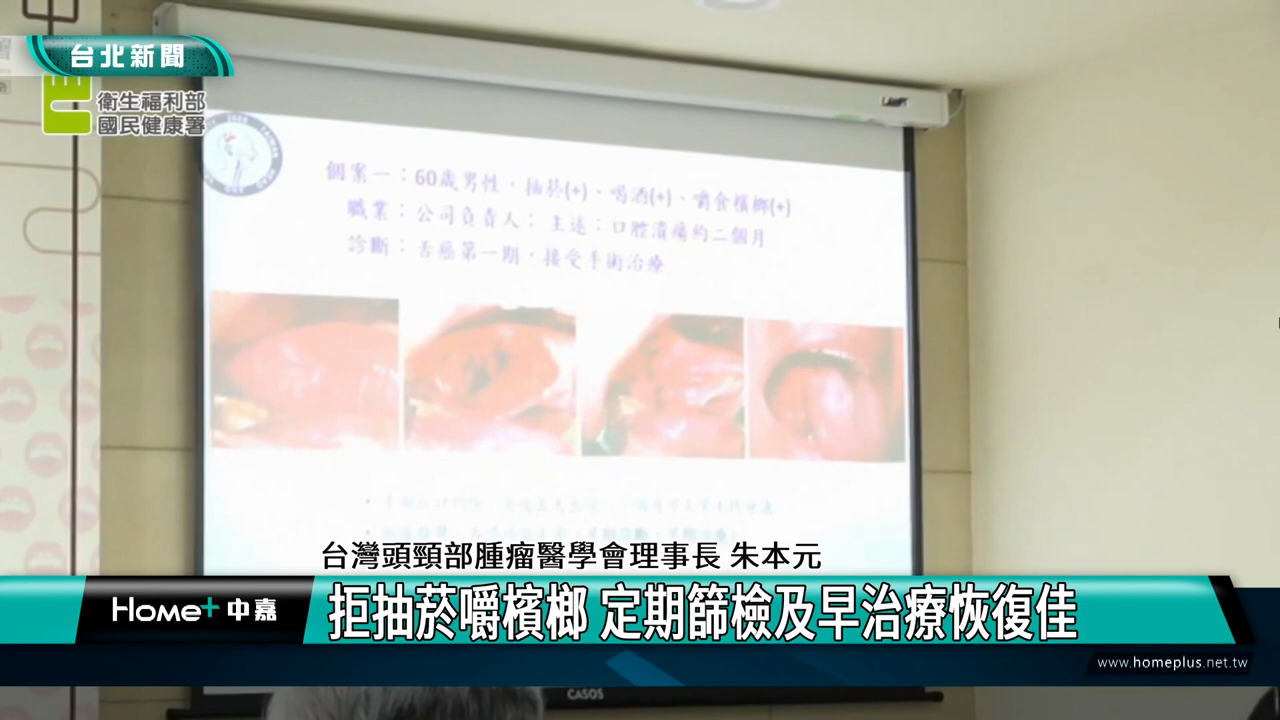 台北新聞
衛生福利部
國民健康署
個案一：60歲男性，抽菸(+)、喝酒(+)、嚼食檳榔(+)
職業：公司負責人； 主述：口腔潰瘍約二個月
診斷：舌癌第一期，接受手術治療
台灣頭頸部腫瘤醫學會理事長 朱本元
Home+中嘉
拒抽菸嚼檳榔 定期篩檢及早治療恢復佳
www.homeplus.net.tw
CASOS